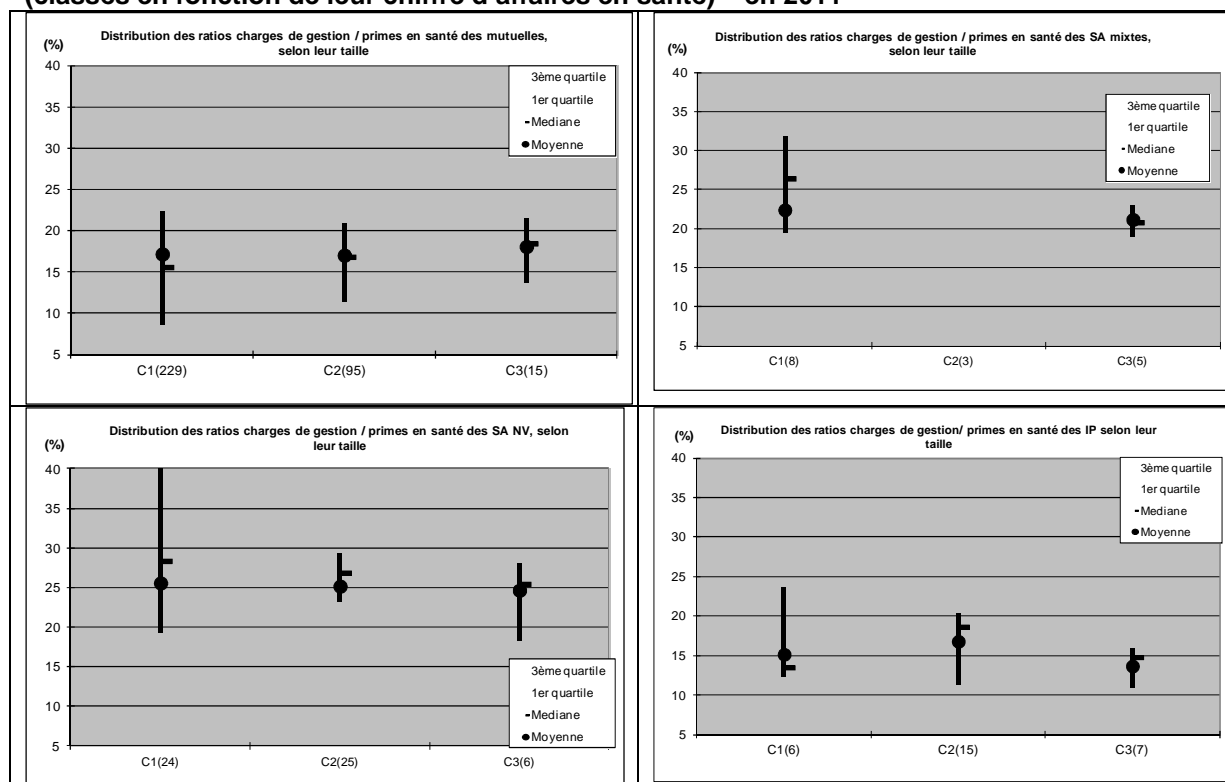 (classés en fonction de leur chiffre d'affaires en santé) – en 2011
Distribution des ratios charges de gestion / primes en santé des mutuelles,
selon leur taille
(%)
40
35
30
25
20
15
10
5
3ème quartile
1er quartile
Mediane
Moyenne
C1(229)
C2(95)
C3(15)
Distribution des ratios charges de gestion / primes en santé des SA mixtes,
selon leur taille
(%)
40
35
30
25
20
15
10
5
3ème quartile
1er quartile
Mediane
Moyenne
C1(8)
C2(3)
C3(5)
Distribution des ratios charges de gestion / primes en santé des SA NV, selon
leur taille
(%)
40
35
30
25
20
15
10
5
3ème quartile
1er quartile
Mediane
Moyenne
C1(24)
C2(25)
C3(6)
Distribution des ratios charges de gestion/ primes en santé des IP selon leur
taille
(%)
40
35
30
25
20
15
10
5
3ème quartile
1er quartile
Mediane
Moyenne
C1(6)
C2(15)
C3(7)